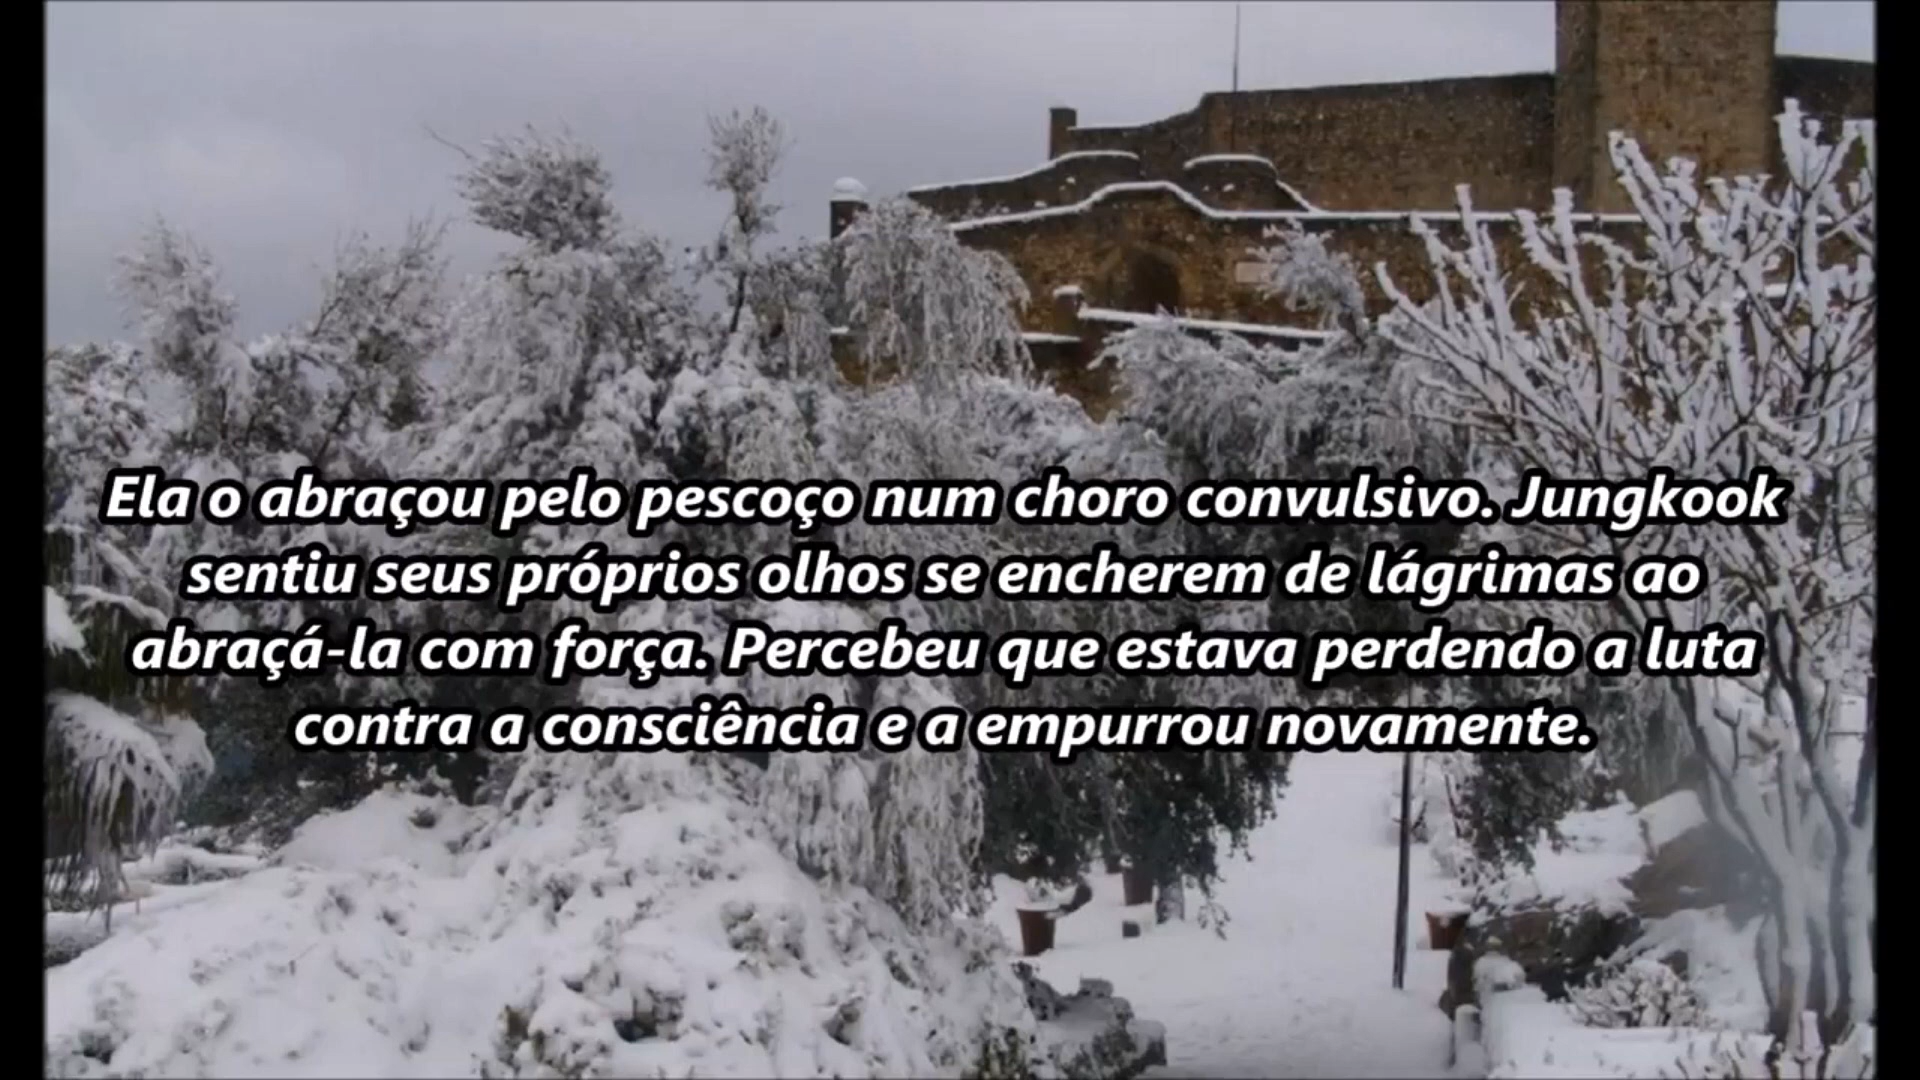 Ela o abraçou pelo pescoço num choro convulsivo. Jungkook
sentiu seus próprios olhos se encherem de lágrimas ao
abraçá-la com força. Percebeu que estava perdendo a luta
contra a consciência e a empurrou novamente.